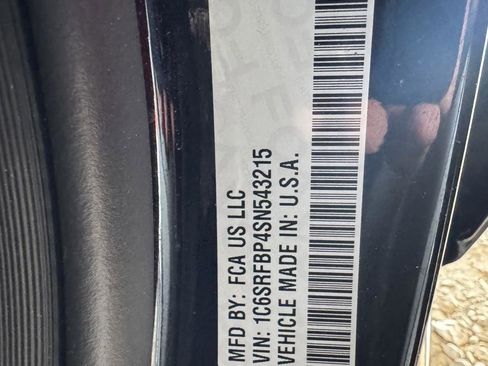 MFD BY: FCA US LLC
VIN: 1C6SRFBP4SN543215
VEHICLE MADE IN: U.S.A.